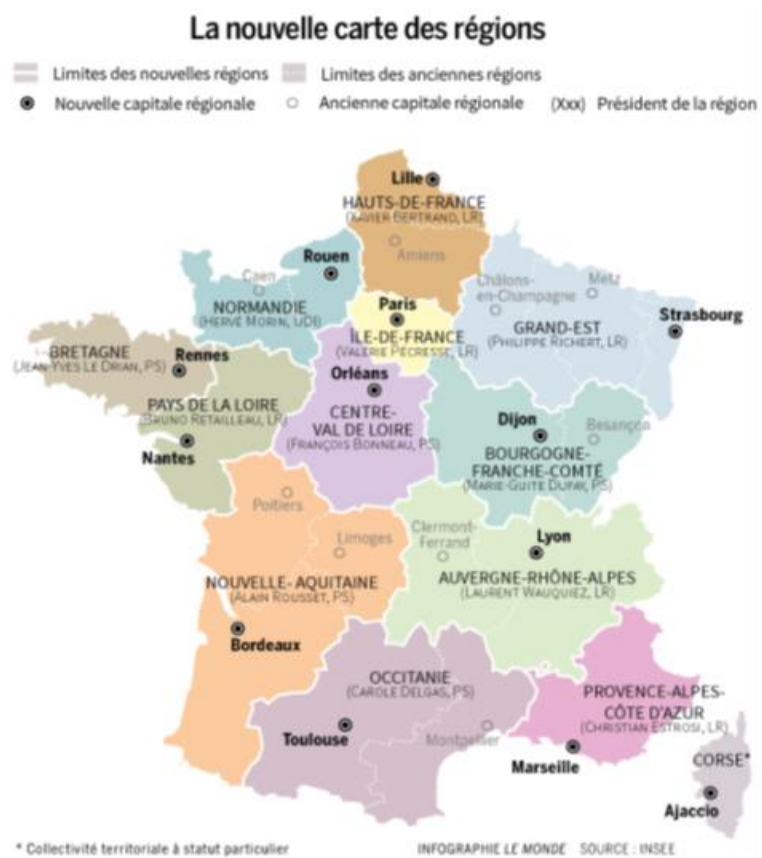 La nouvelle carte des régions
Limites des nouvelles régions
Limites des anciennes régions
Nouvelle capitale régionale
Ancienne capitale régionale
(Xxx) Président de la région
Lille
HAUTS-DE-FRANCE
(XAVIER BERTRAND, LR)
Amiens
Rouen
Caen
NORMANDIE
(HERVÉ MORIN, UDI)
Paris
ÎLE-DE-FRANCE
(VALÉRIE PÉCRESSE, LR)
Châlons-
en-Champagne
Metz
GRAND-EST
(PHILIPPE RICHERT, LR)
Strasbourg
BRETAGNE
(JEAN-YVES LE DRIAN, PS)
Rennes
PAYS DE LA LOIRE
(BRUNO RETAILLEAU, LR)
Nantes
Orléans
CENTRE-
VAL DE LOIRE
(FRANÇOIS BONNEAU, PS)
Dijon
Besançon
BOURGOGNE-
FRANCHE-COMTÉ
(MARIE-GUITE DUFAY, PS)
Poitiers
Limoges
NOUVELLE- AQUITAINE
(ALAIN ROUSSET, PS)
Bordeaux
Clermont-
Ferrand
Lyon
AUVERGNE-RHÔNE-ALPES
(LAURENT WAUQUIEZ, LR)
OCCITANIE
(CAROLE DELGAS, PS)
Toulouse
Montpellier
PROVENCE-ALPES-
CÔTE D'AZUR
(CHRISTIAN ESTROSI, LR)
Marseille
CORSE*
Ajaccio
* Collectivité territoriale à statut particulier
INFOGRAPHIE LE MONDE SOURCE : INSEE